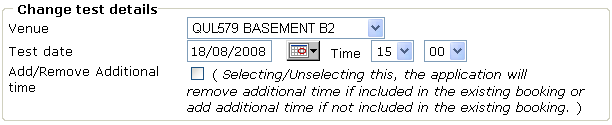 Change test details
Venue QUL579 BASEMENT B2
Test date 18/08/2008 Time 15 00
Add/Remove Additional time ( Selecting/Unselecting this, the application will
remove additional time if included in the existing booking or
add additional time if not included in the existing booking. )